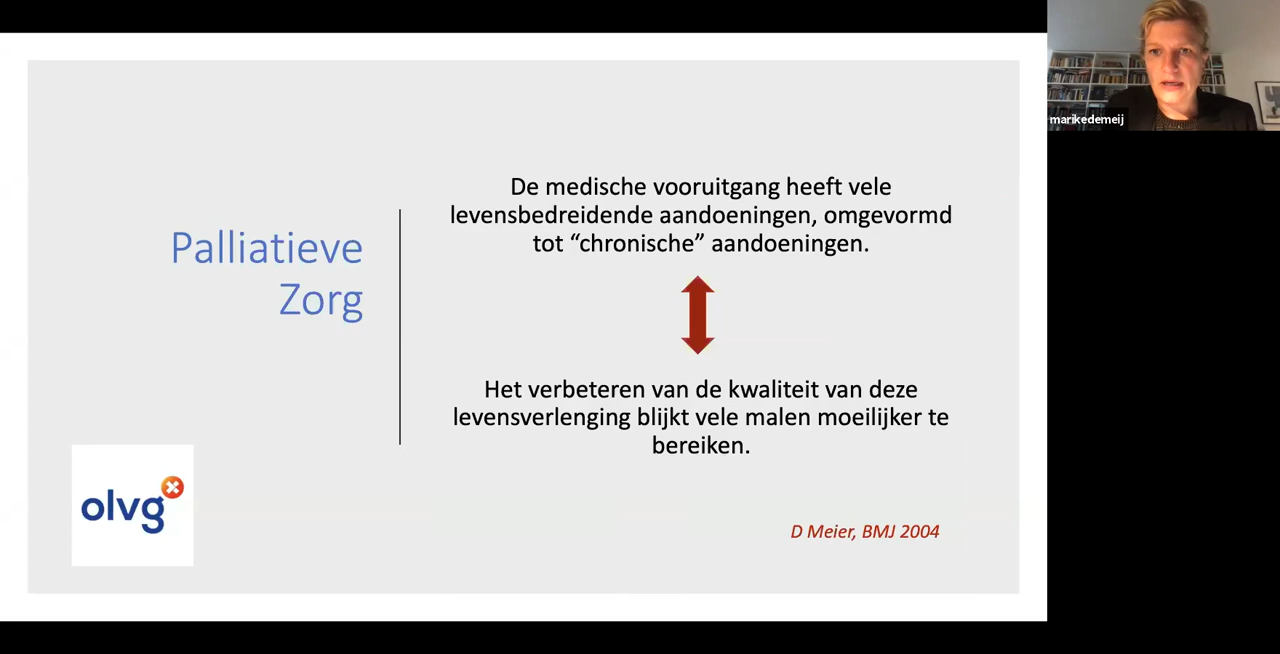 Palliatieve
Zorg
De medische vooruitgang heeft vele
levensbedreidende aandoeningen, omgevormd
tot “chronische” aandoeningen.
Het verbeteren van de kwaliteit van deze
levensverlenging blijkt vele malen moeilijker te
bereiken.
D Meier, BMJ 2004
olvg
marikedemeij